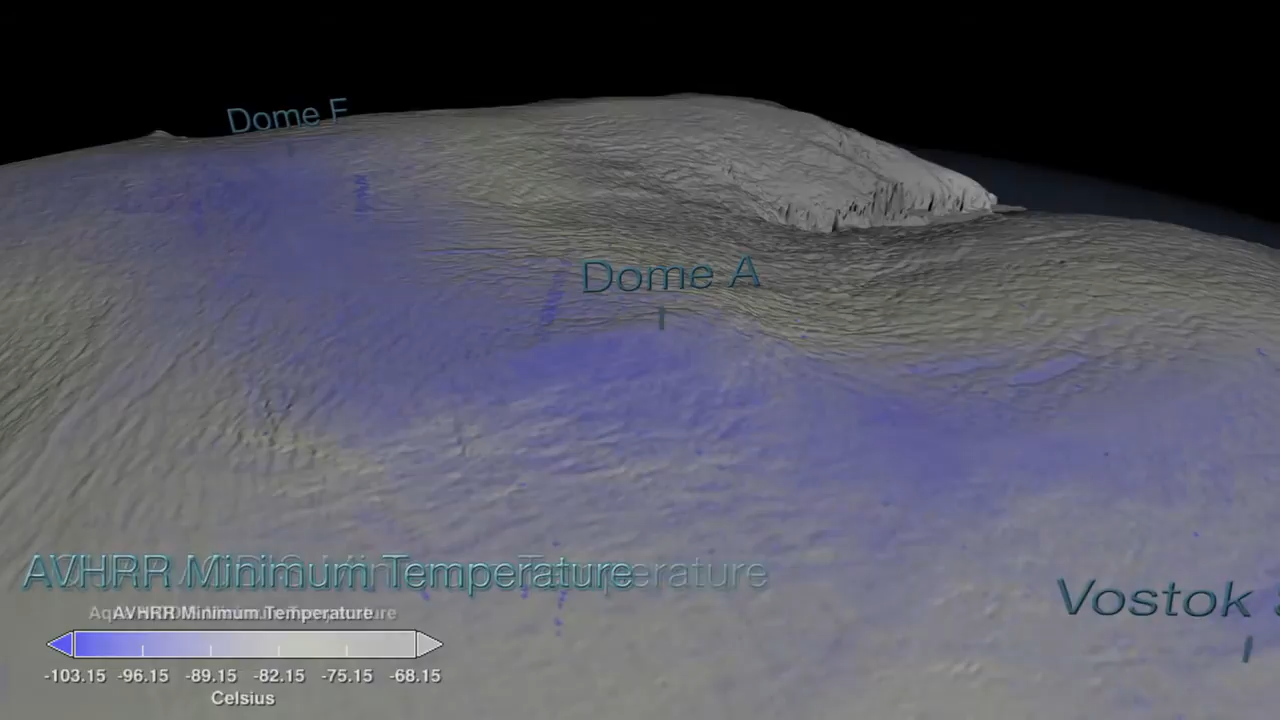 Dome F
Dome A
AVHRR Minimum Temperature
Vostok
AVHRR Minimum Temperature
-103.15 -96.15 -89.15 -82.15 -75.15 -68.15
Celsius